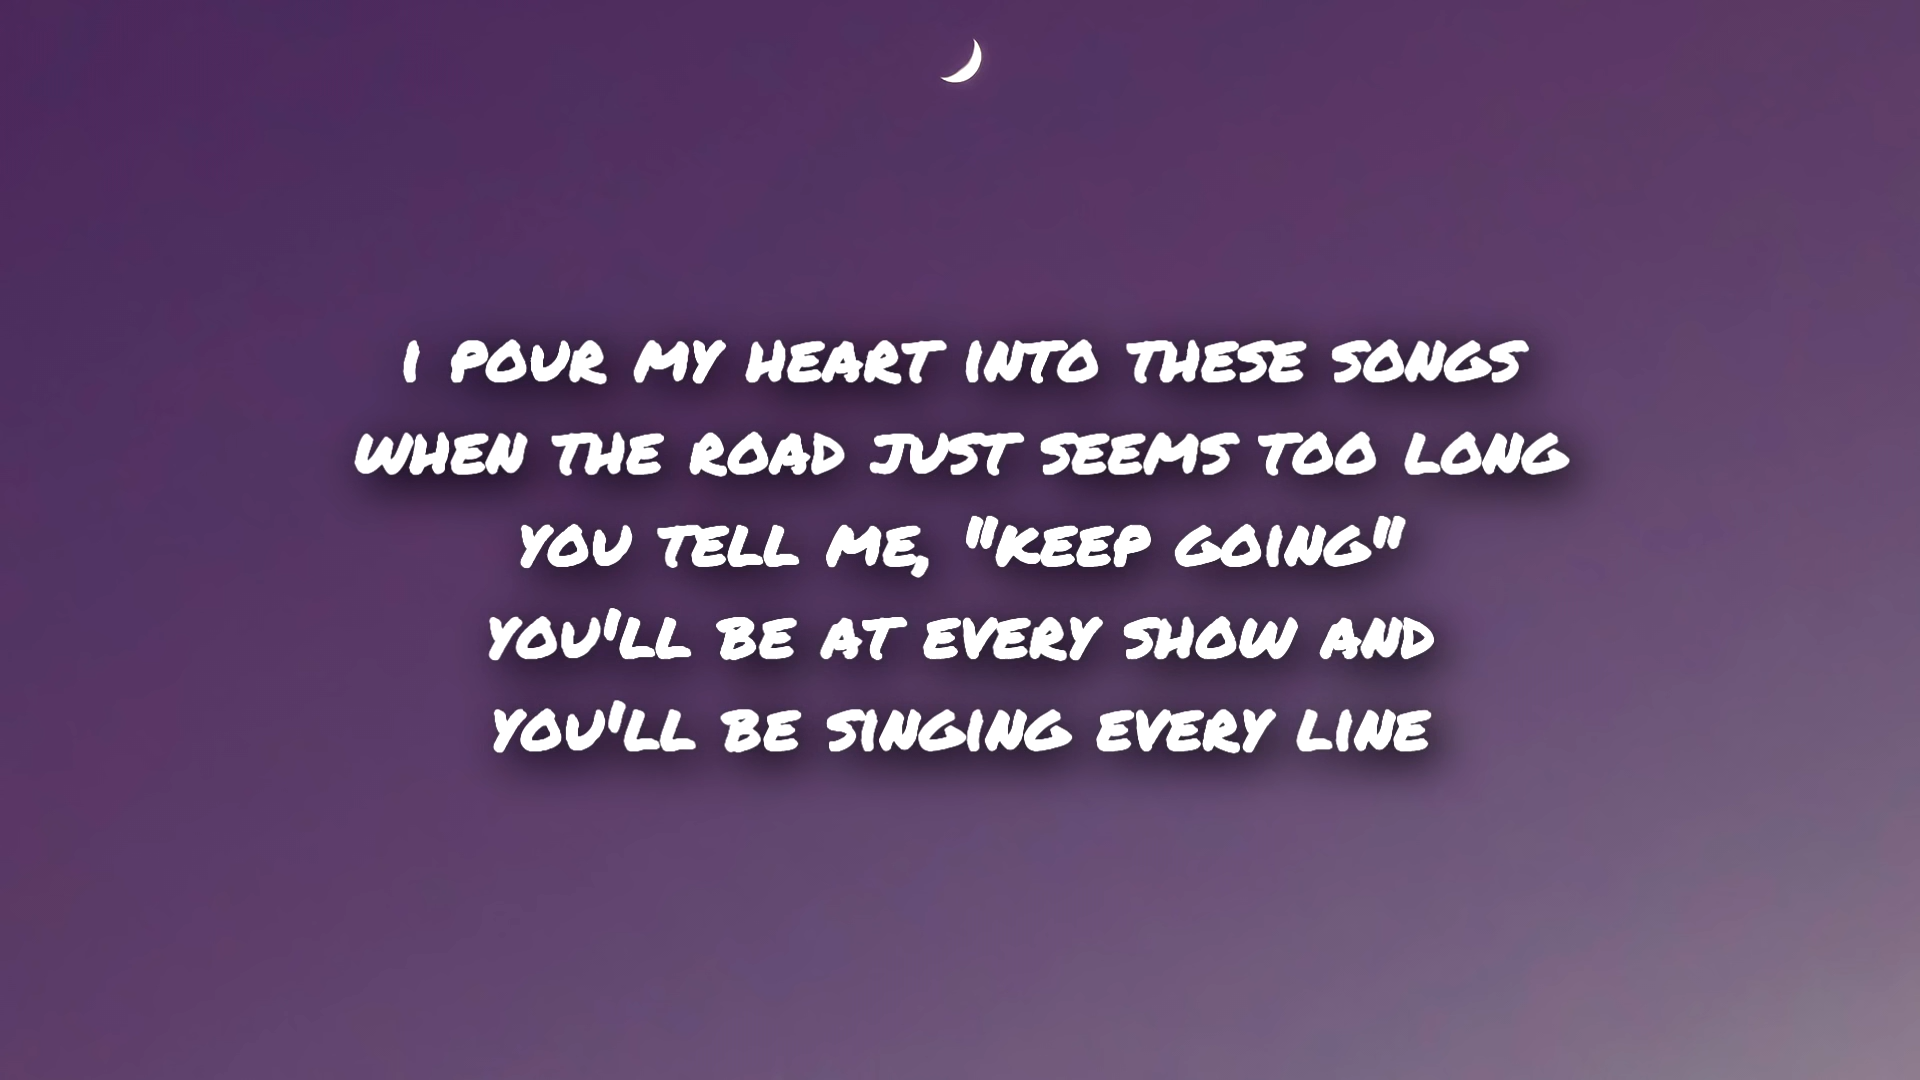 I POUR MY HEART INTO THESE SONGS
WHEN THE ROAD JUST SEEMS TOO LONG
YOU TELL ME, "KEEP GOING"
YOU'LL BE AT EVERY SHOW AND
YOU'LL BE SINGING EVERY LINE